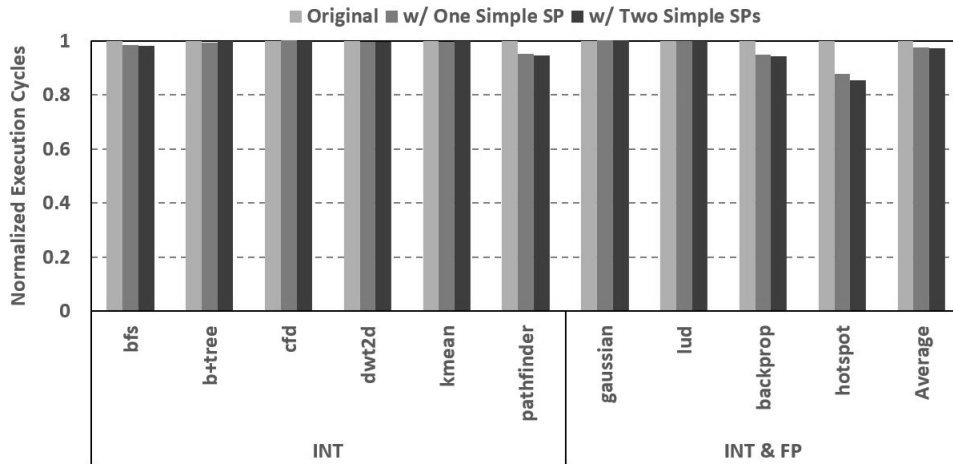 Original w/ One Simple SP w/ Two Simple SPs
Normalized Execution Cycles
1
0.8
0.6
0.4
0.2
0
bfs
b+tree
cfd
dwt2d
kmean
pathfinder
gaussian
lud
backprop
hotspot
Average
INT
INT & FP